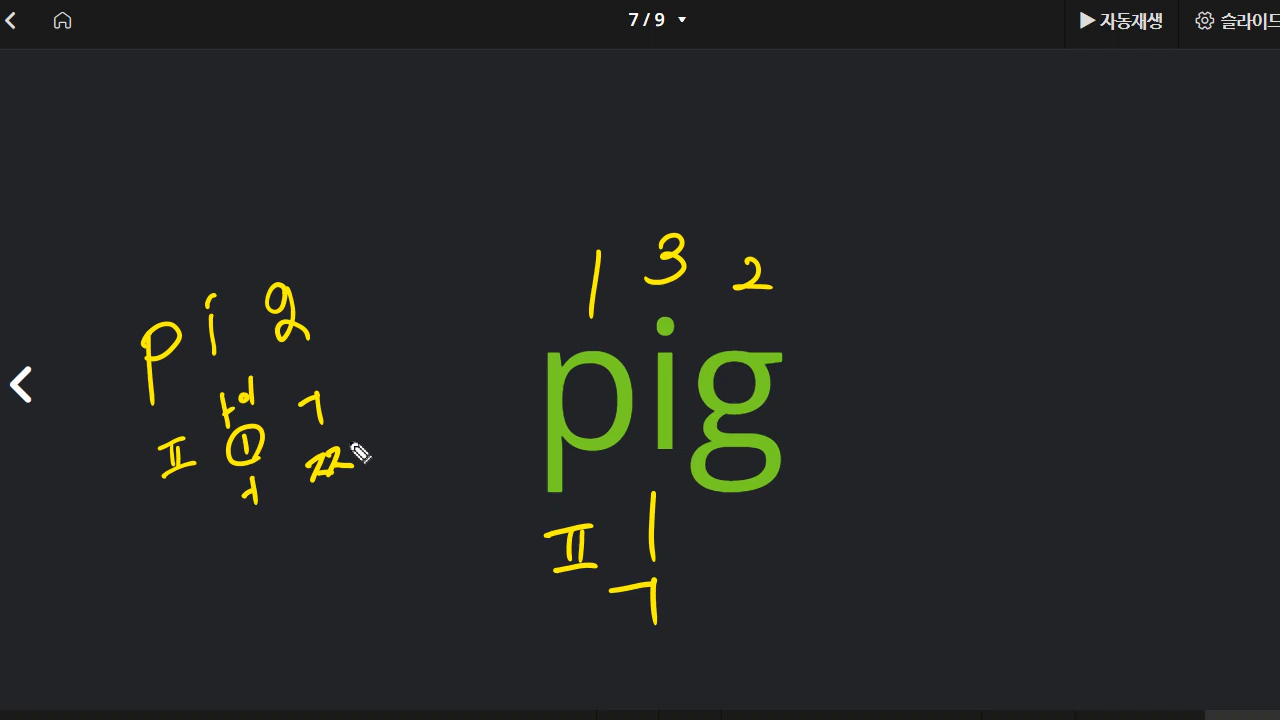 7 / 9
자동재생
슬라이드
1 3 2
p i g
pig
ㅍ ㅣ ㄱ
ㅍ ㅣ
ㄱ